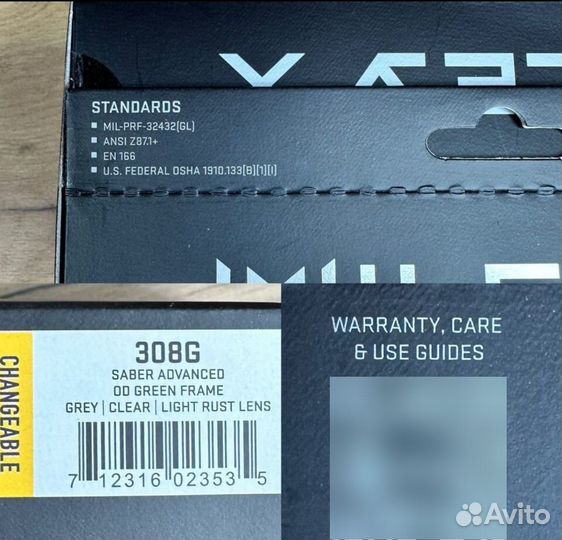 STANDARDS
MIL-PRF-32432(GL)
ANSI Z87.1+
EN 166
U.S. FEDERAL OSHA 1910.133[B][1][I]
CHANGEABLE
308G
SABER ADVANCED
OD GREEN FRAME
GREY | CLEAR | LIGHT RUST LENS
7 12316 02353 5
WARRANTY, CARE
& USE GUIDES
Avito